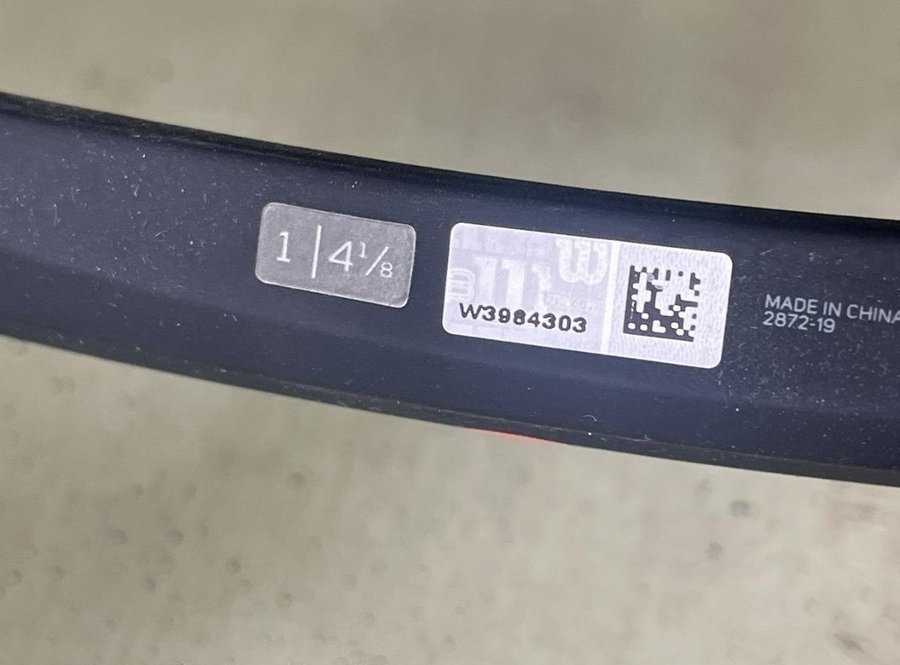 1 | 4 1/8
W3984303
MADE IN CHINA
2872-19